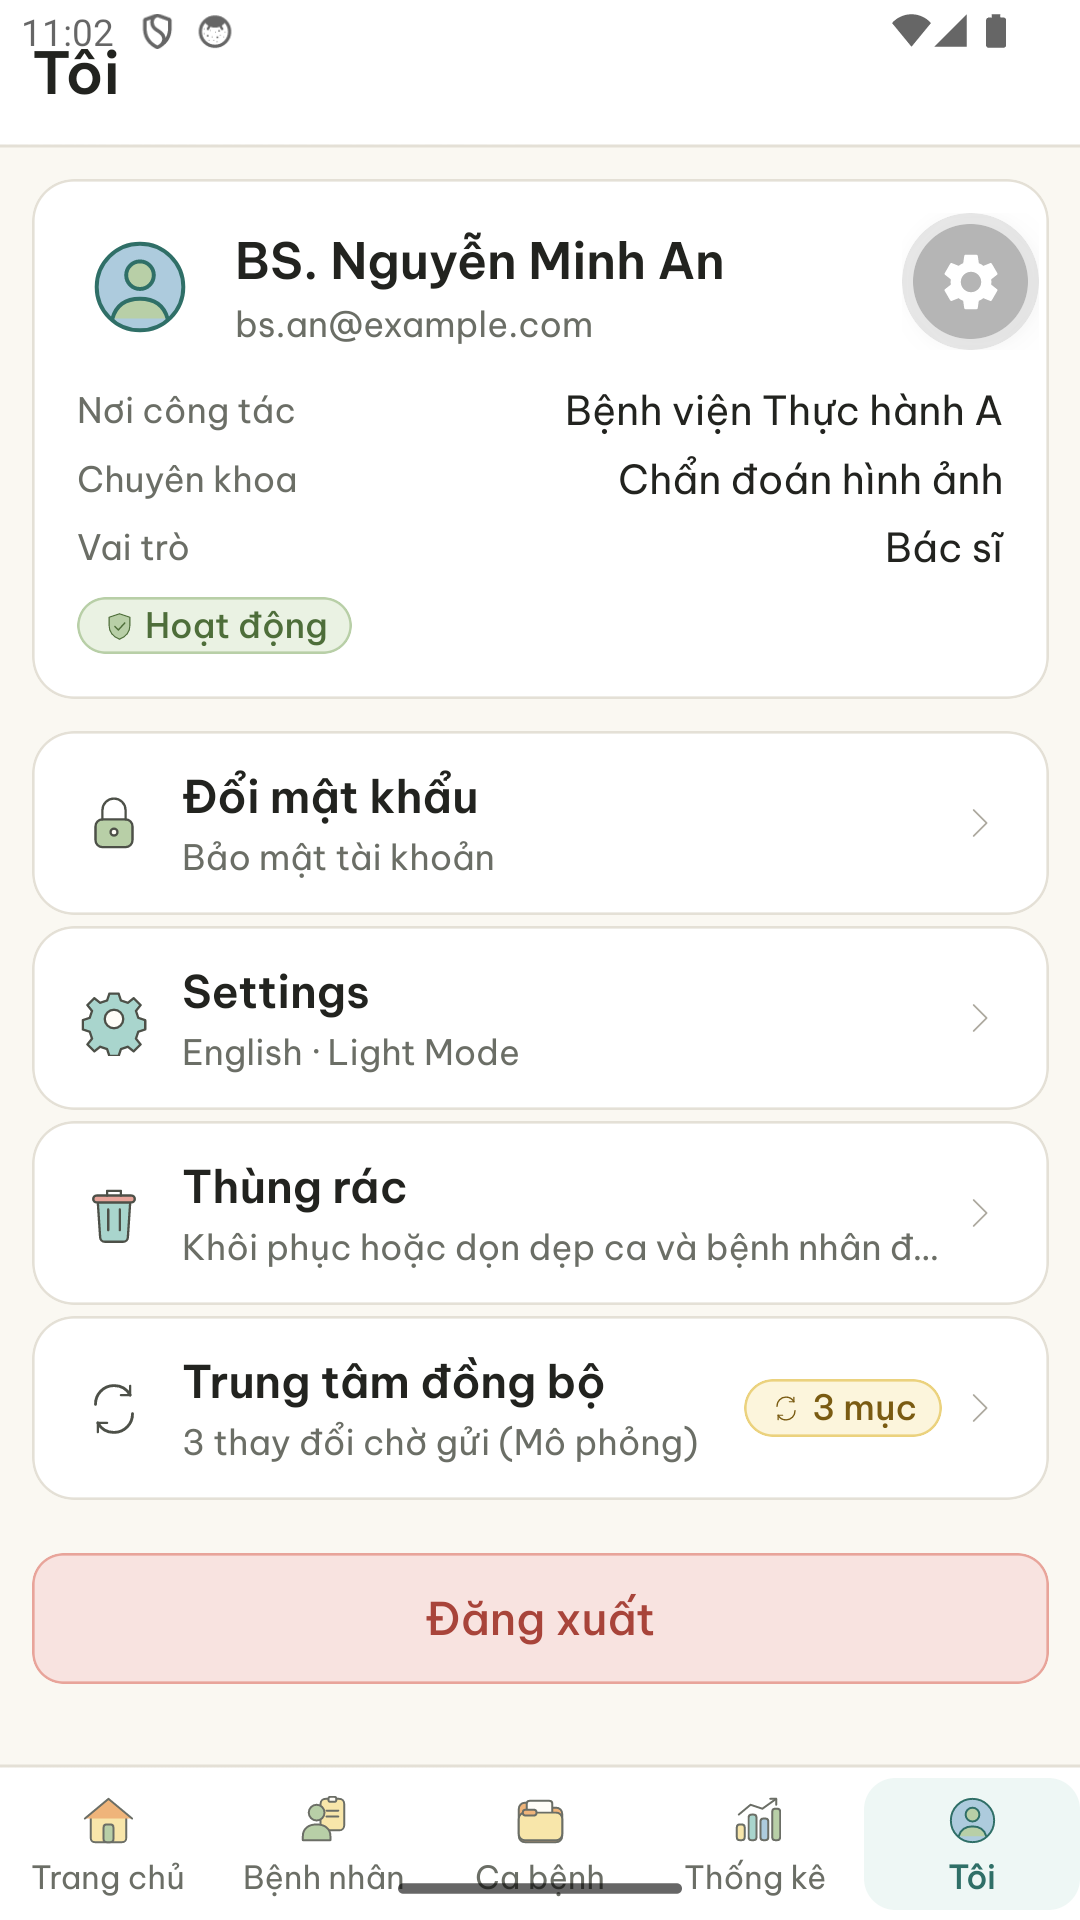 11:02
Tôi
BS. Nguyễn Minh An
bs.an@example.com
Nơi công tác
Bệnh viện Thực hành A
Chuyên khoa
Chẩn đoán hình ảnh
Vai trò
Bác sĩ
Hoạt động
Đổi mật khẩu
Bảo mật tài khoản
Settings
English · Light Mode
Thùng rác
Khôi phục hoặc dọn dẹp ca và bệnh nhân đ...
Trung tâm đồng bộ
3 thay đổi chờ gửi (Mô phỏng)
3 mục
Đăng xuất
Trang chủ
Bệnh nhân
Ca bệnh
Thống kê
Tôi